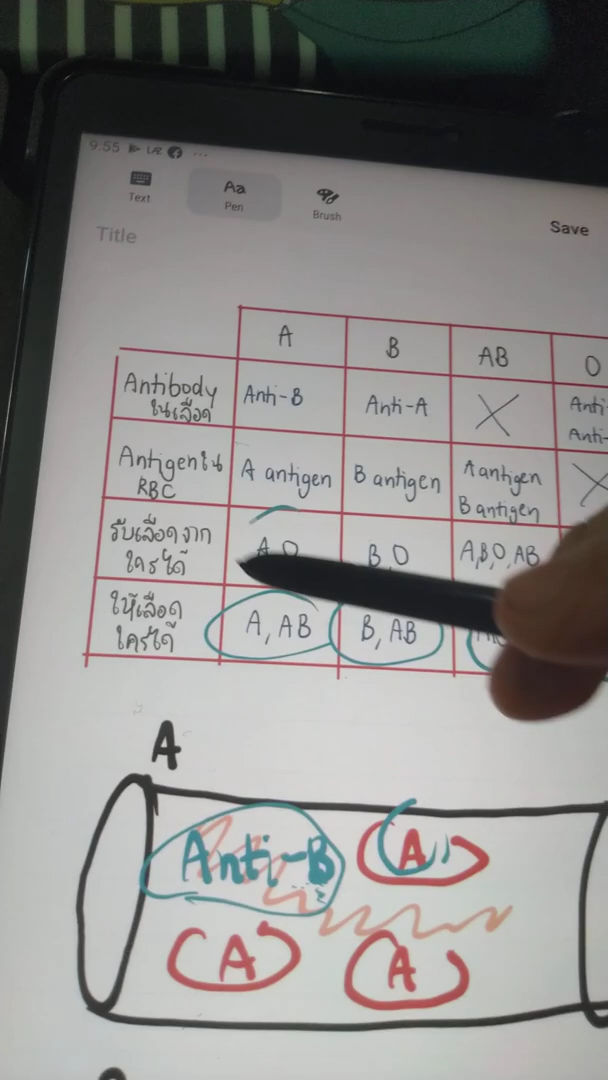 9:55
Text
Aa
Pen
Brush
Save
Title
A B AB O
Antibody ในเลือด Anti-B Anti-A X Anti-
Anti-
Antigenใน RBC A antigen B antigen A antigen X
B antigen
รับเลือดจาก ใครได้ A,O B,O A,B,O,AB
ให้เลือด ใครได้ A, AB B, AB
A
Anti-B A
A A